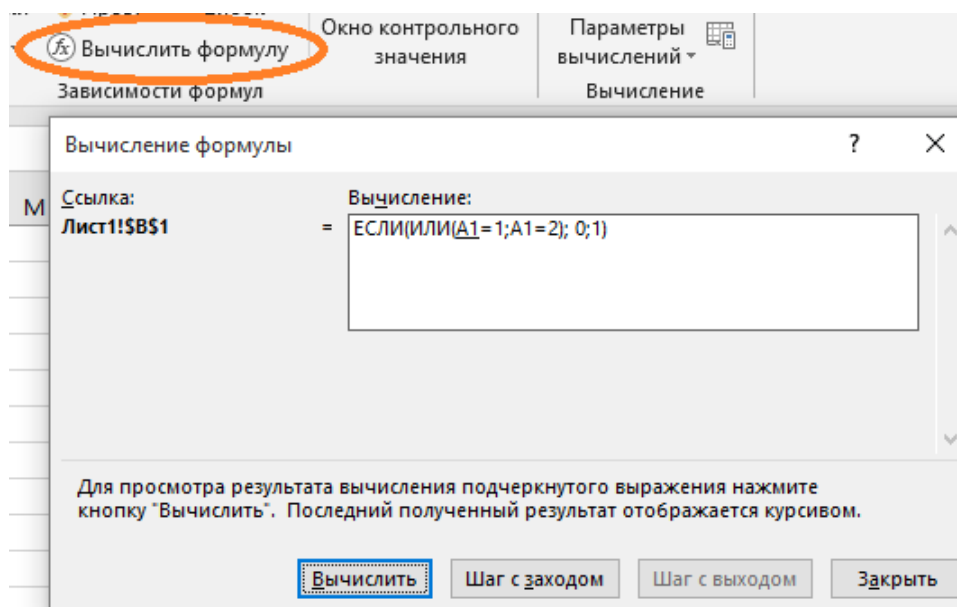 Вычислить формулу
Окно контрольного
значения
Параметры
вычислений
Зависимости формул
Вычисление
Вычисление формулы
? ×
M
Ссылка:
Вычисление:
Лист1!$B$1
=
ЕСЛИ(ИЛИ(A1=1;A1=2); 0;1)
Для просмотра результата вычисления подчеркнутого выражения нажмите
кнопку "Вычислить". Последний полученный результат отображается курсивом.
Вычислить
Шаг с заходом
Шаг с выходом
Закрыть